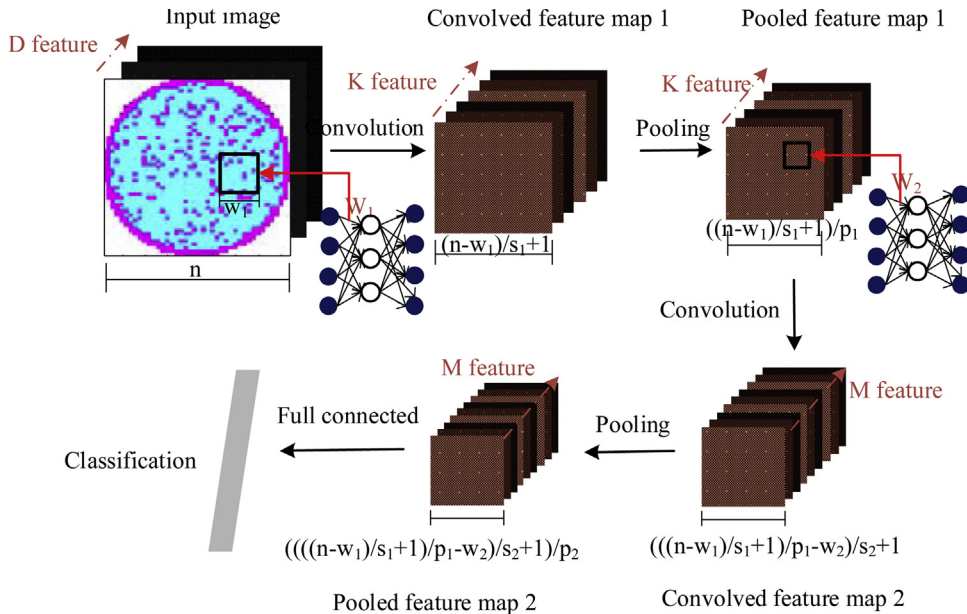 Input image
Convolved feature map 1
Pooled feature map 1
D feature
K feature
K feature
Convolution
Pooling
w₁
W₁
W₂
(n-w₁)/s₁+1
((n-w₁)/s₁+1)/p₁
n
Convolution
M feature
M feature
Full connected
Pooling
Classification
((((n-w₁)/s₁+1)/p₁-w₂)/s₂+1)/p₂
(((n-w₁)/s₁+1)/p₁-w₂)/s₂+1
Pooled feature map 2
Convolved feature map 2